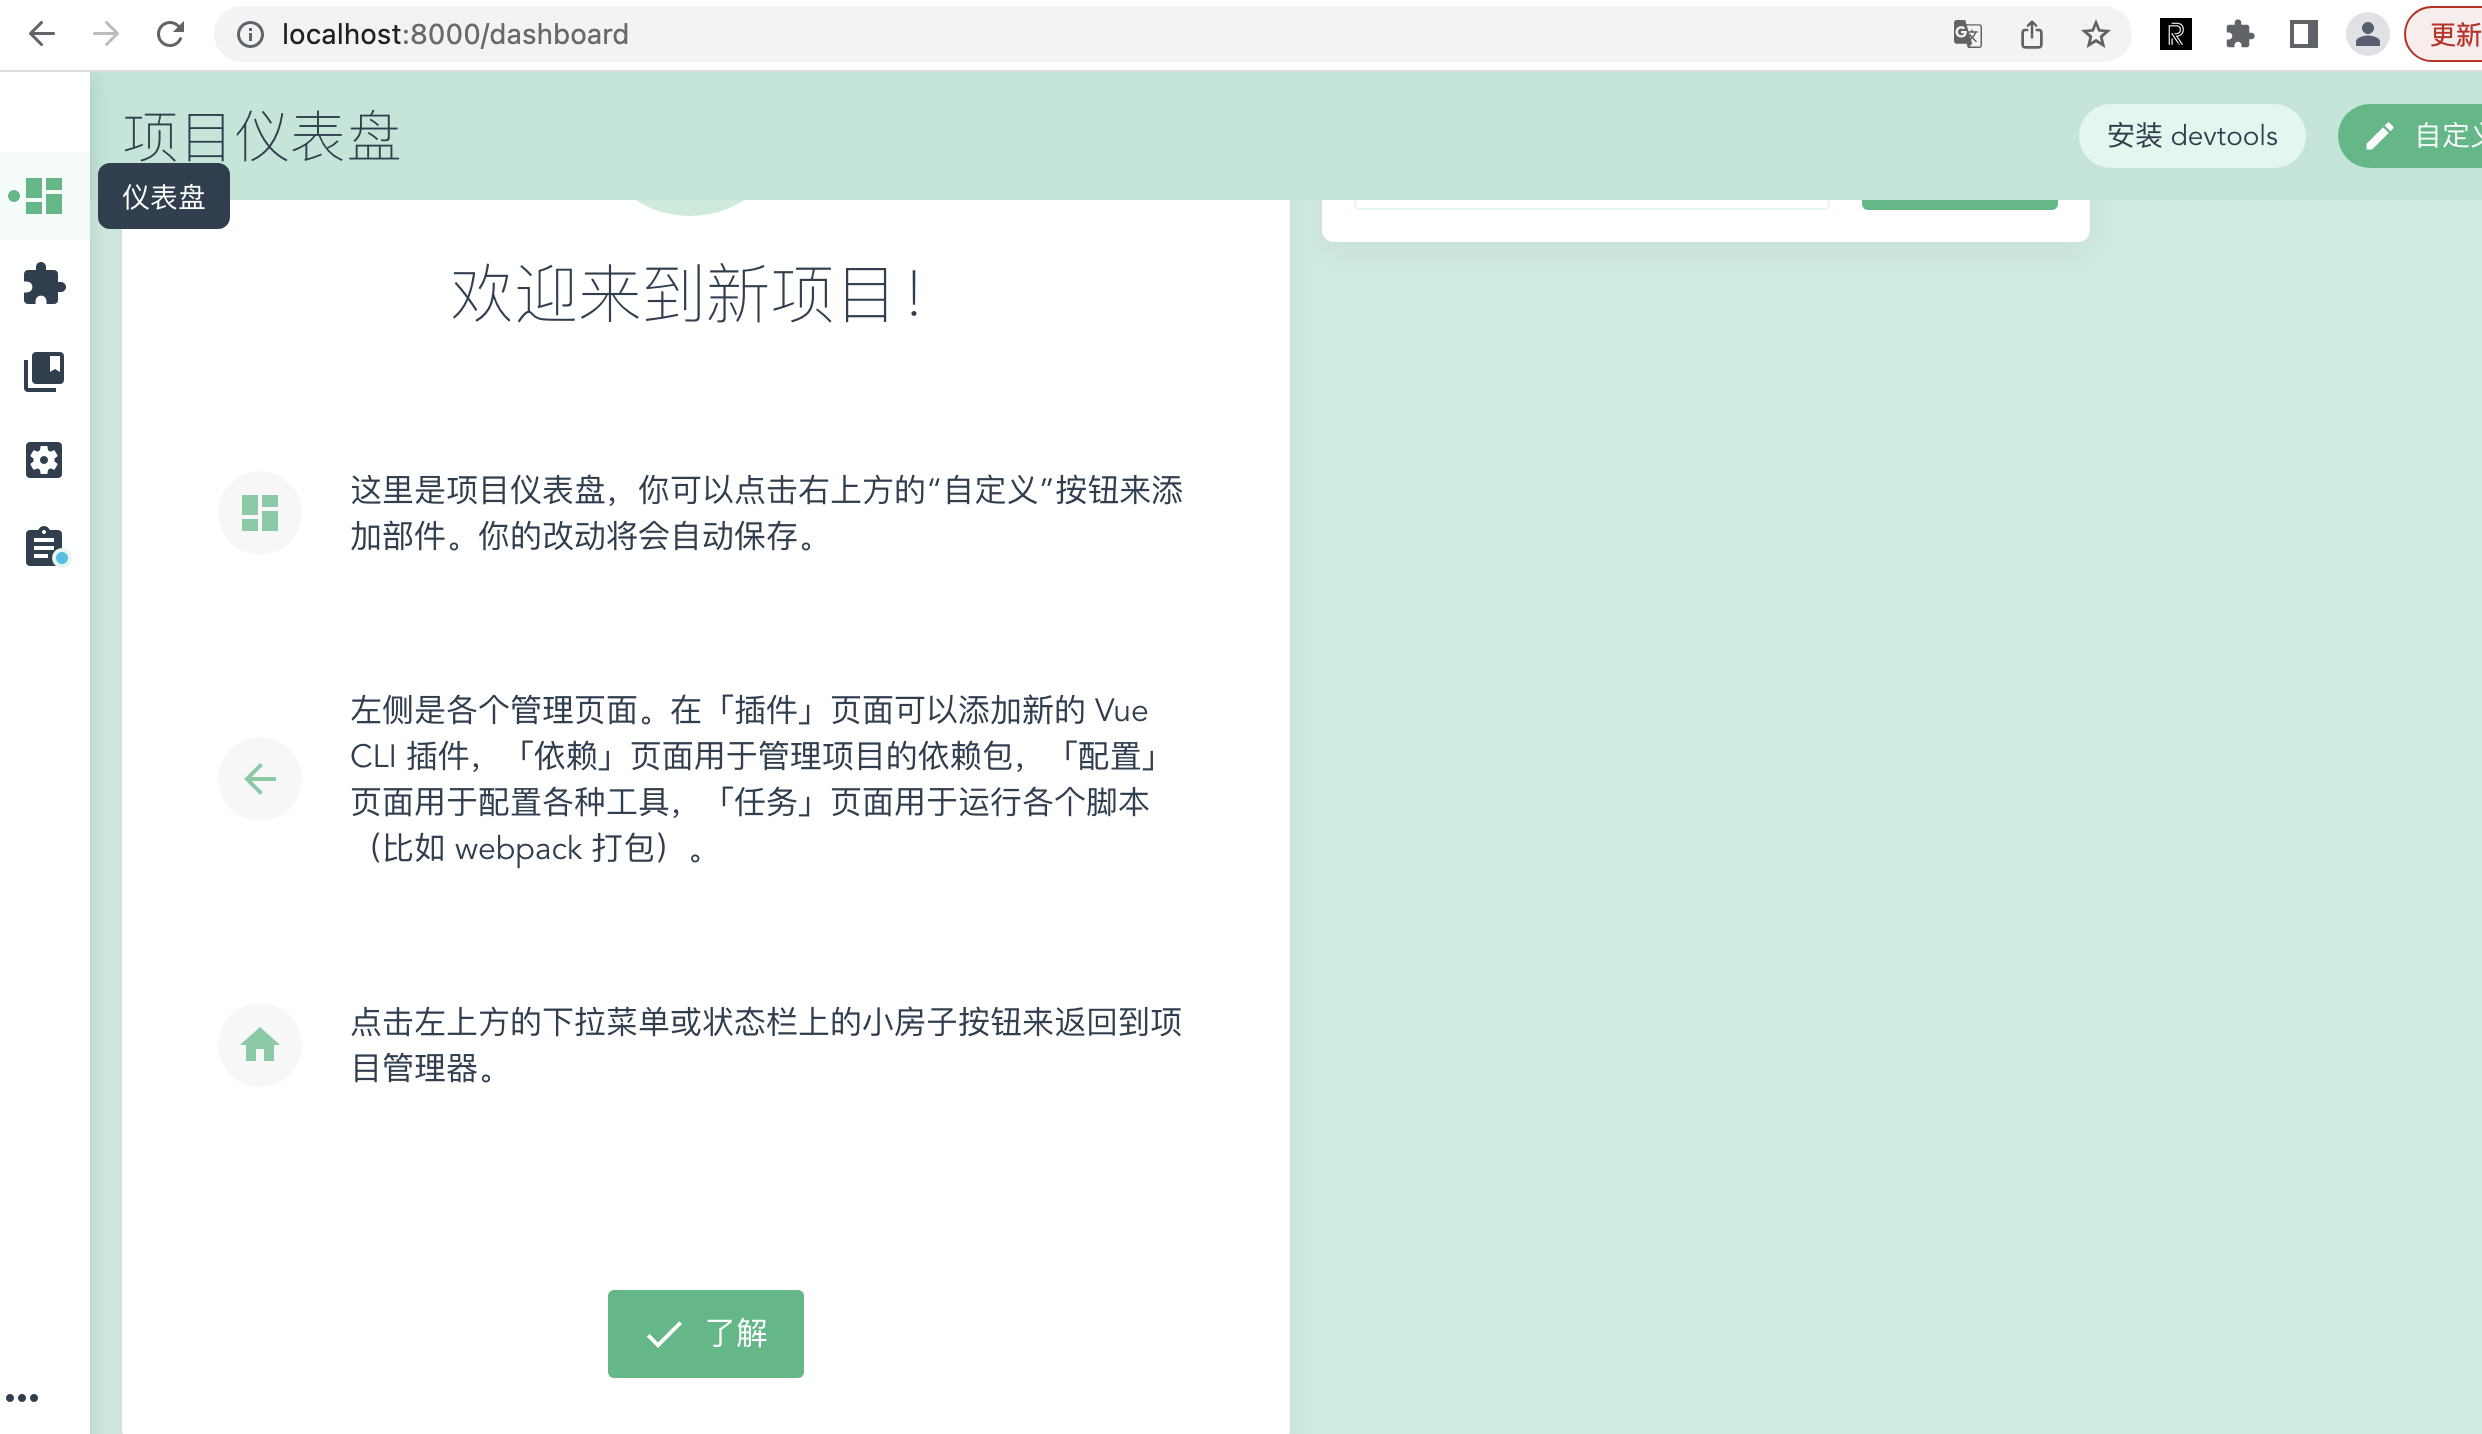 localhost:8000/dashboard
更新
项目仪表盘
安装 devtools
自定义
仪表盘
欢迎来到新项目！
这里是项目仪表盘，你可以点击右上方的“自定义”按钮来添
加部件。你的改动将会自动保存。
左侧是各个管理页面。在「插件」页面可以添加新的 Vue
CLI 插件，「依赖」页面用于管理项目的依赖包，「配置」
页面用于配置各种工具，「任务」页面用于运行各个脚本
（比如 webpack 打包）。
点击左上方的下拉菜单或状态栏上的小房子按钮来返回到项
目管理器。
了解